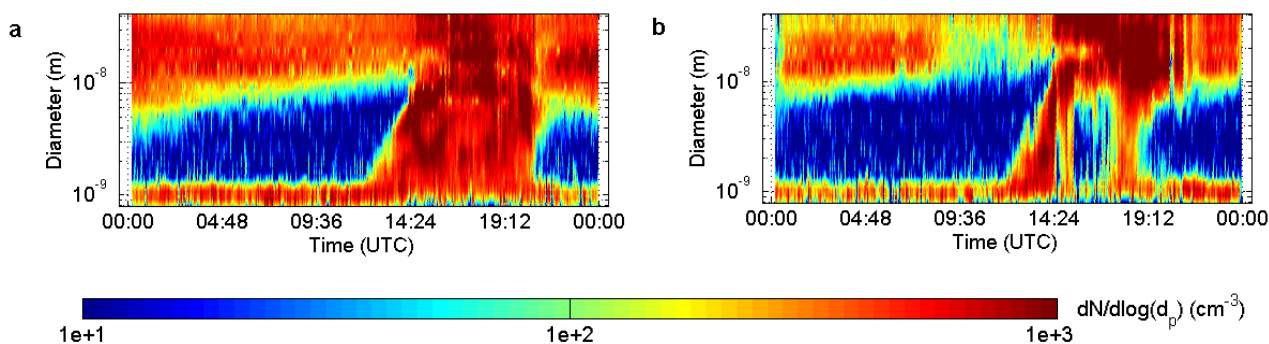 a
Diameter (m)
10⁻⁸
10⁻⁹
00:00 04:48 09:36 14:24 19:12 00:00
Time (UTC)
b
Diameter (m)
10⁻⁸
10⁻⁹
00:00 04:48 09:36 14:24 19:12 00:00
Time (UTC)
1e+1 1e+2 1e+3
dN/dlog(dₚ) (cm⁻³)